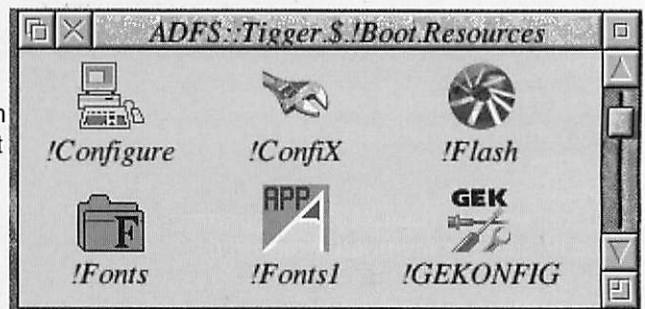 ADFS::Tigger.$.!Boot.Resources
n
t
!Configure !ConfiX !Flash
APP GEK
F
!Fonts !Fonts1 !GEKONFIG